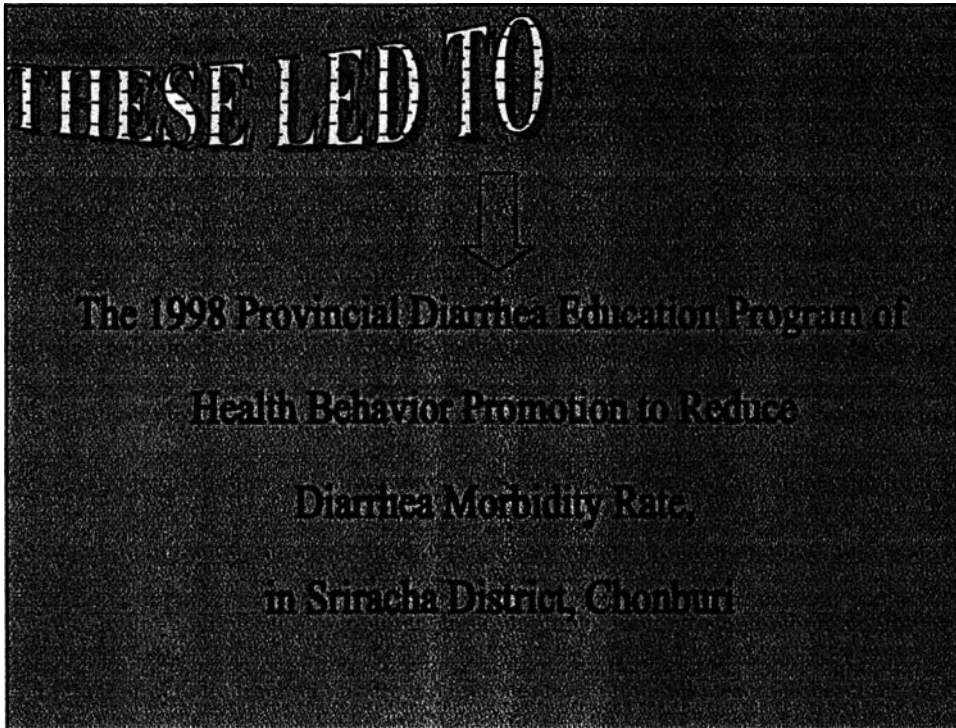 THESE LED TO
The 1998 Provincial Diarrhea Education Program of
Health Behavior Promotion to Reduce
Diarrhea Morbidity Rate,
in Sriracha District, Chonburi